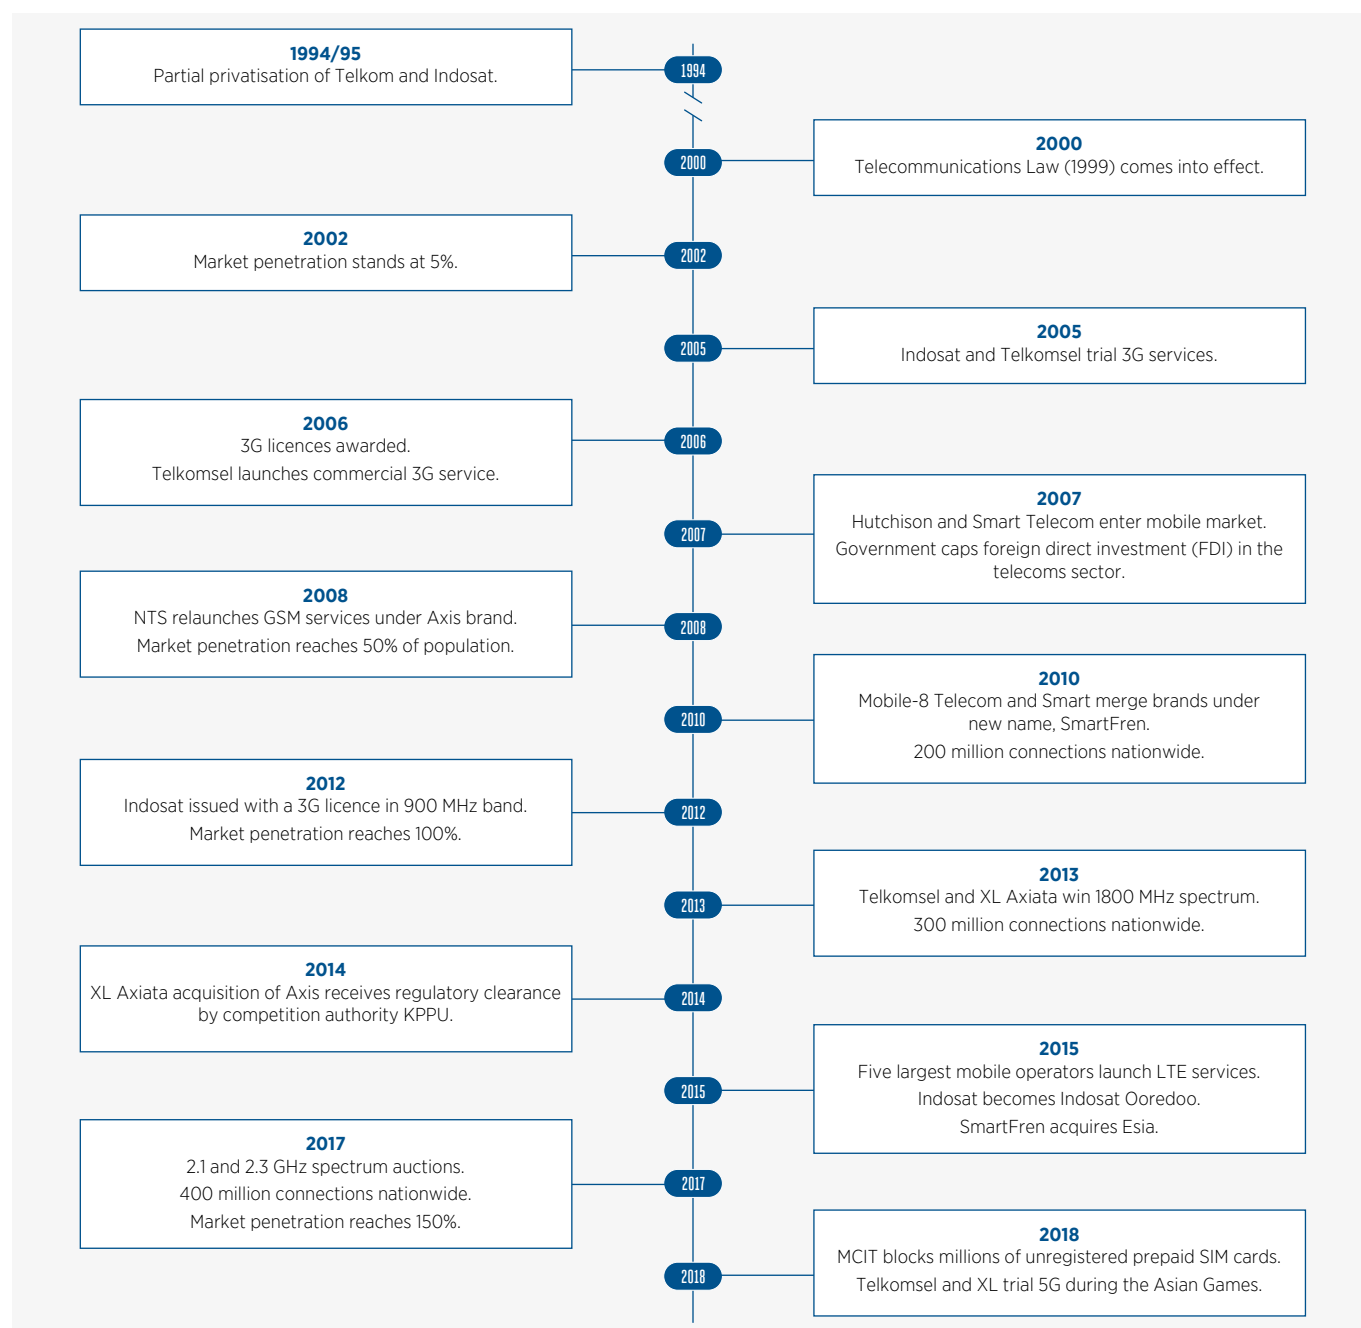 1994/95
Partial privatisation of Telkom and Indosat.
1994
2000
Telecommunications Law (1999) comes into effect.
2000
2002
Market penetration stands at 5%.
2002
2005
Indosat and Telkomsel trial 3G services.
2005
2006
3G licences awarded.
Telkomsel launches commercial 3G service.
2006
2007
Hutchison and Smart Telecom enter mobile market.
Government caps foreign direct investment (FDI) in the
telecoms sector.
2007
2008
NTS relaunches GSM services under Axis brand.
Market penetration reaches 50% of population.
2008
2010
Mobile-8 Telecom and Smart merge brands under
new name, SmartFren.
200 million connections nationwide.
2010
2012
Indosat issued with a 3G licence in 900 MHz band.
Market penetration reaches 100%.
2012
2013
Telkomsel and XL Axiata win 1800 MHz spectrum.
300 million connections nationwide.
2013
2014
XL Axiata acquisition of Axis receives regulatory clearance
by competition authority KPPU.
2014
2015
Five largest mobile operators launch LTE services.
Indosat becomes Indosat Ooredoo.
SmartFren acquires Esia.
2015
2017
2.1 and 2.3 GHz spectrum auctions.
400 million connections nationwide.
Market penetration reaches 150%.
2017
2018
MCIT blocks millions of unregistered prepaid SIM cards.
Telkomsel and XL trial 5G during the Asian Games.
2018